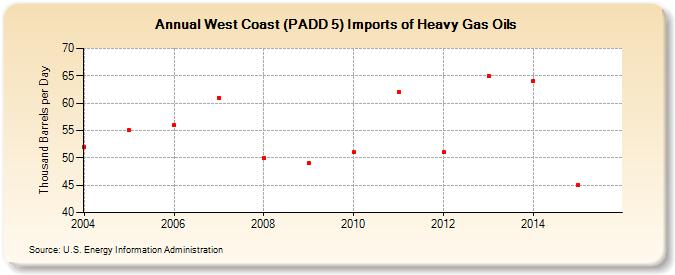 Annual West Coast (PADD 5) Imports of Heavy Gas Oils
Thousand Barrels per Day
70
65
60
55
50
45
40
2004 2006 2008 2010 2012 2014
Source: U.S. Energy Information Administration